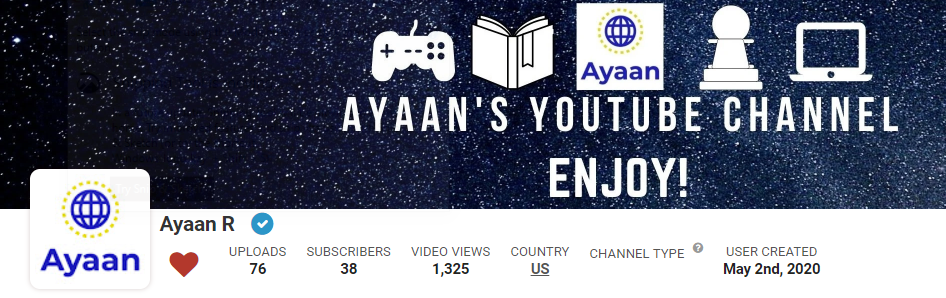 Ayaan
AYAAN'S YOUTUBE CHANNEL
ENJOY!
Ayaan
Ayaan R
UPLOADS
76
SUBSCRIBERS
38
VIDEO VIEWS
1,325
COUNTRY
US
CHANNEL TYPE ?
USER CREATED
May 2nd, 2020